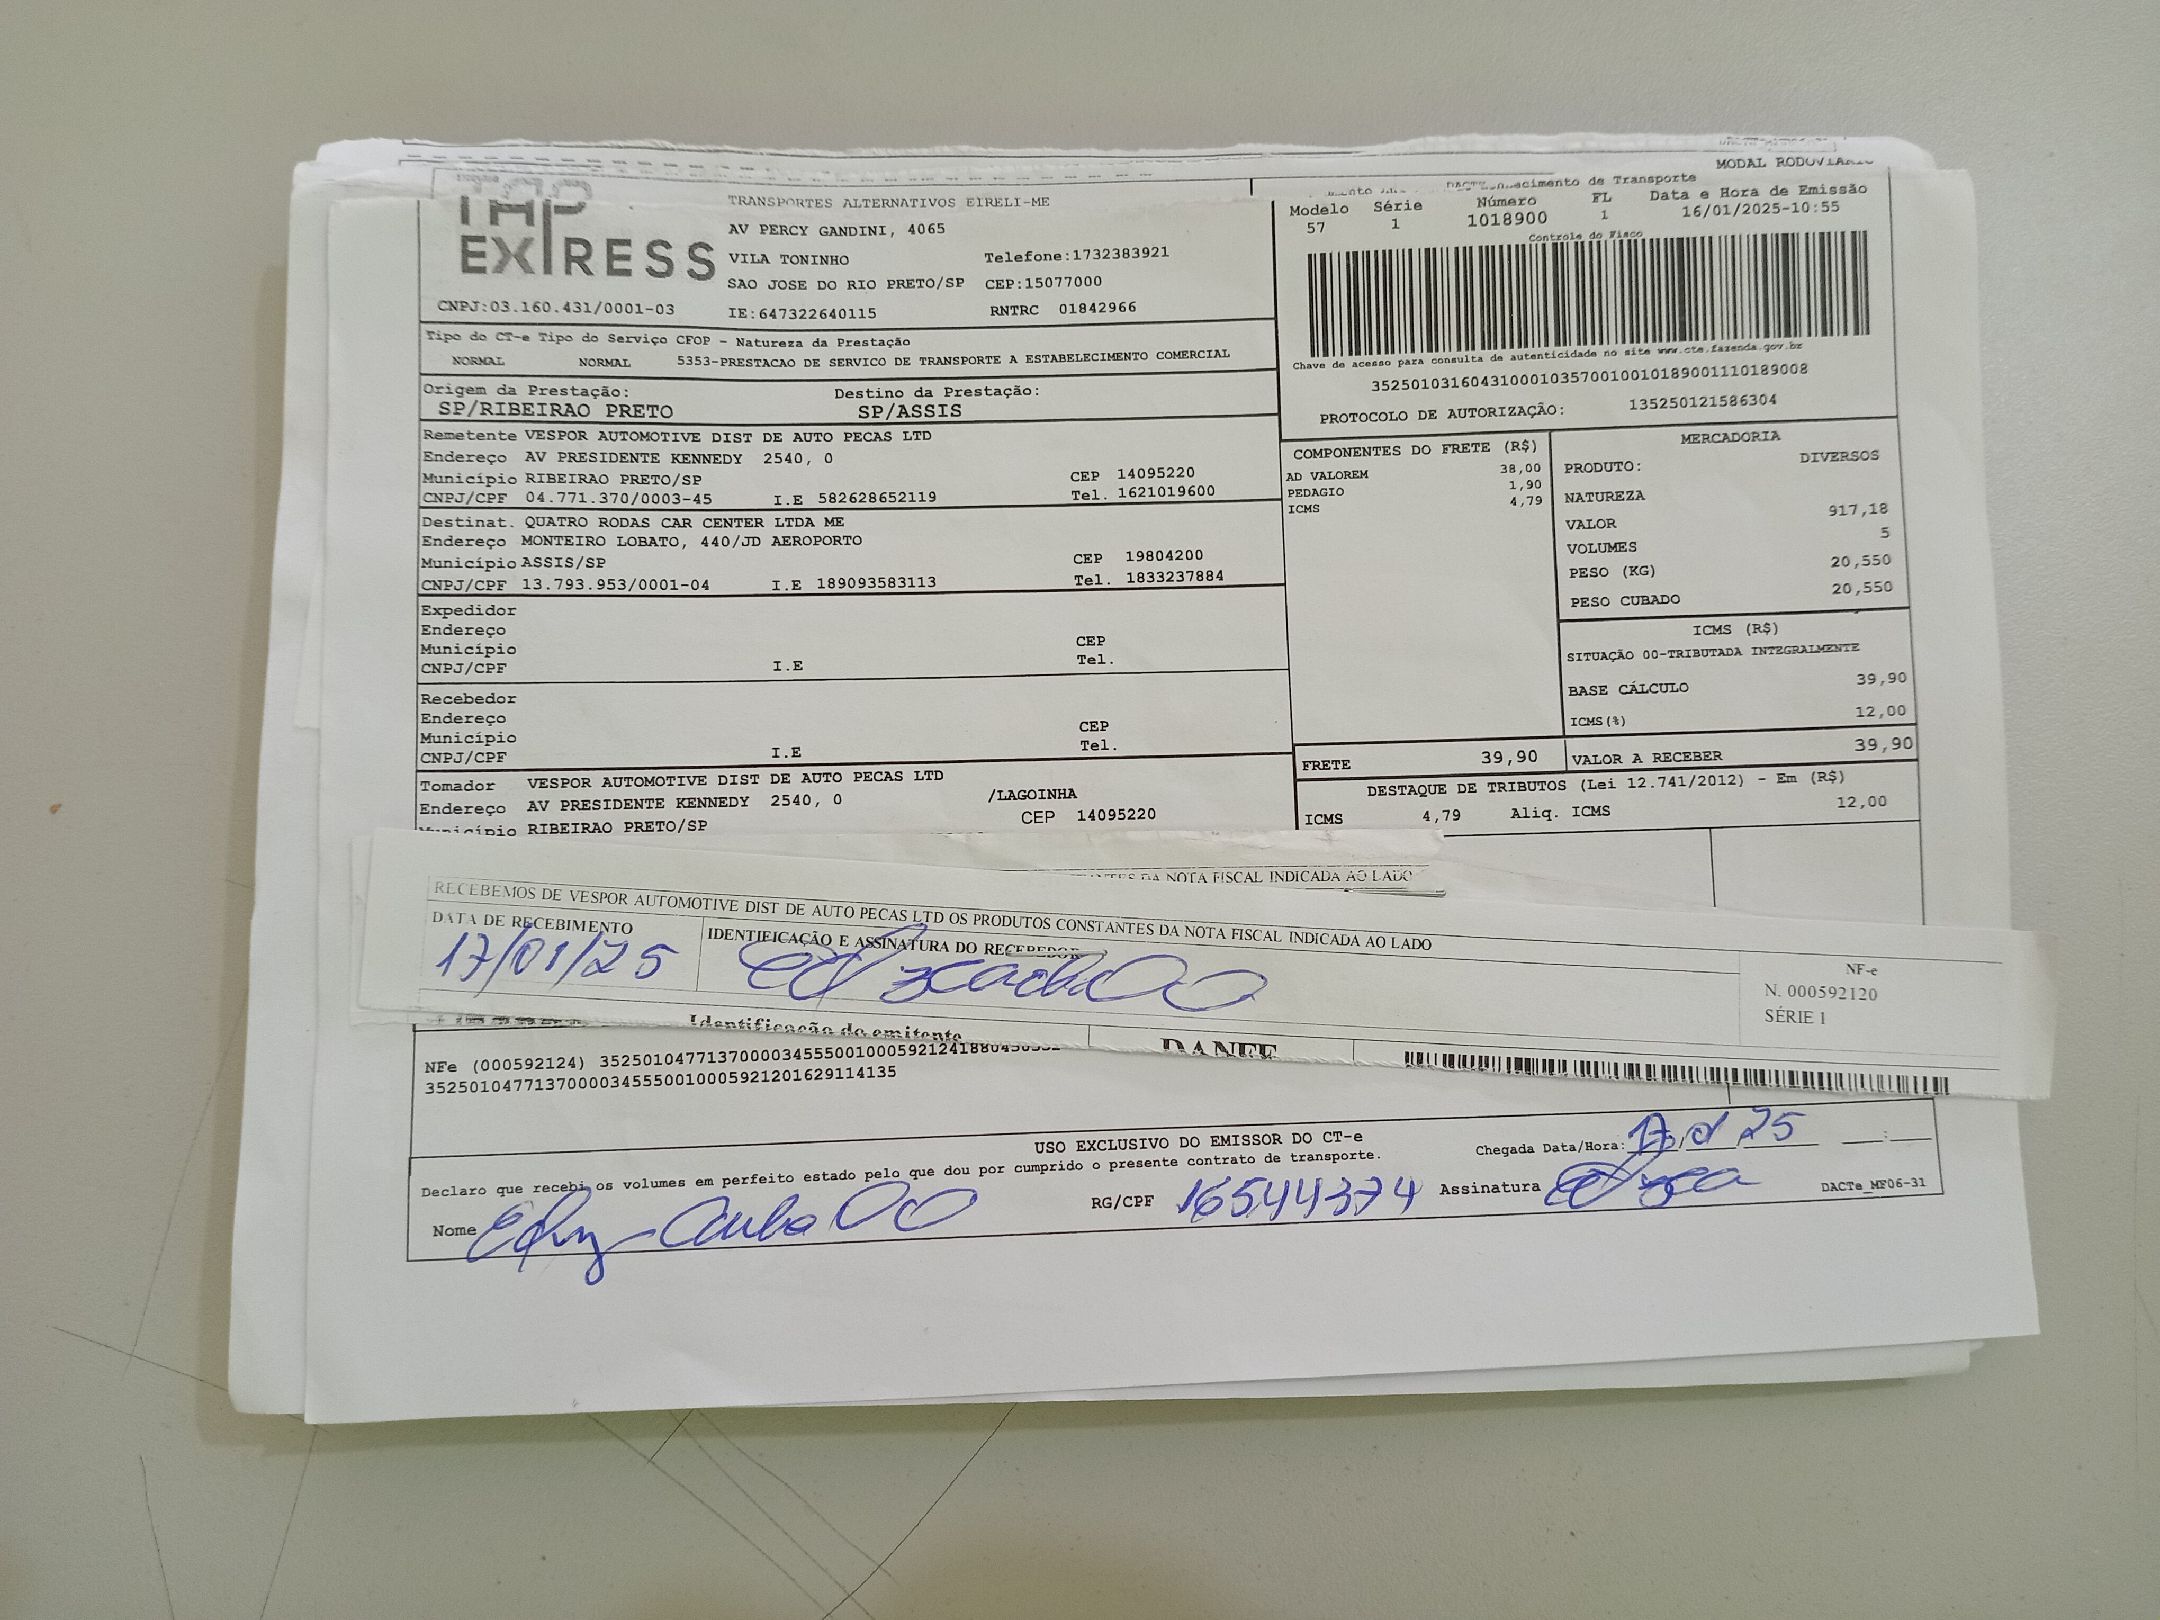 MODAL RODOVIARIO
TAP
EXPRESS
TRANSPORTES ALTERNATIVOS EIRELI-ME
AV PERCY GANDINI, 4065
VILA TONINHO Telefone:1732383921
SAO JOSE DO RIO PRETO/SP CEP:15077000
CNPJ:03.160.431/0001-03 IE:647322640115 RNTRC 01842966
Conhecimento de Transporte
Modelo Série Número FL Data e Hora de Emissão
57 1 1018900 1 16/01/2025-10:55
Controle do Fisco
Chave de acesso para consulta de autenticidade no site www.cte.fazenda.gov.br
35250103160431000103570010010189001110189008
PROTOCOLO DE AUTORIZAÇÃO: 135250121586304
Tipo do CT-e Tipo do Serviço CFOP - Natureza da Prestação
NORMAL NORMAL 5353-PRESTACAO DE SERVICO DE TRANSPORTE A ESTABELECIMENTO COMERCIAL
Origem da Prestação: Destino da Prestação:
SP/RIBEIRAO PRETO SP/ASSIS
Remetente VESPOR AUTOMOTIVE DIST DE AUTO PECAS LTD
Endereço AV PRESIDENTE KENNEDY 2540, 0
Município RIBEIRAO PRETO/SP CEP 14095220
CNPJ/CPF 04.771.370/0003-45 I.E 582628652119 Tel. 1621019600
Destinat. QUATRO RODAS CAR CENTER LTDA ME
Endereço MONTEIRO LOBATO, 440/JD AEROPORTO
Município ASSIS/SP CEP 19804200
CNPJ/CPF 13.793.953/0001-04 I.E 189093583113 Tel. 1833237884
Expedidor
Endereço
Município CEP
CNPJ/CPF I.E Tel.
Recebedor
Endereço
Município CEP
CNPJ/CPF I.E Tel.
Tomador VESPOR AUTOMOTIVE DIST DE AUTO PECAS LTD
Endereço AV PRESIDENTE KENNEDY 2540, 0 /LAGOINHA
Município RIBEIRAO PRETO/SP CEP 14095220
COMPONENTES DO FRETE (R$)
AD VALOREM 38,00
PEDAGIO 1,90
ICMS 4,79
MERCADORIA
PRODUTO: DIVERSOS
NATUREZA
VALOR 917,18
VOLUMES 5
PESO (KG) 20,550
PESO CUBADO 20,550
ICMS (R$)
SITUAÇÃO 00-TRIBUTADA INTEGRALMENTE
BASE CÁLCULO 39,90
ICMS(%) 12,00
FRETE 39,90 VALOR A RECEBER 39,90
DESTAQUE DE TRIBUTOS (Lei 12.741/2012) - Em (R$)
ICMS 4,79 Aliq. ICMS 12,00
DA NOTA FISCAL INDICADA AO LADO
RECEBEMOS DE VESPOR AUTOMOTIVE DIST DE AUTO PECAS LTD OS PRODUTOS CONSTANTES DA NOTA FISCAL INDICADA AO LADO
DATA DE RECEBIMENTO IDENTIFICAÇÃO E ASSINATURA DO RECEBEDOR
17/01/25
NF-e
N. 000592120
SÉRIE 1
Identificação do emitente
DANFE
NFe (000592124)
35250104771370000345550010005921201629114135
USO EXCLUSIVO DO EMISSOR DO CT-e
Declaro que recebi os volumes em perfeito estado pelo que dou por cumprido o presente contrato de transporte.
Chegada Data/Hora:
Nome RG/CPF 16544374 Assinatura
DACTe_MF06-31